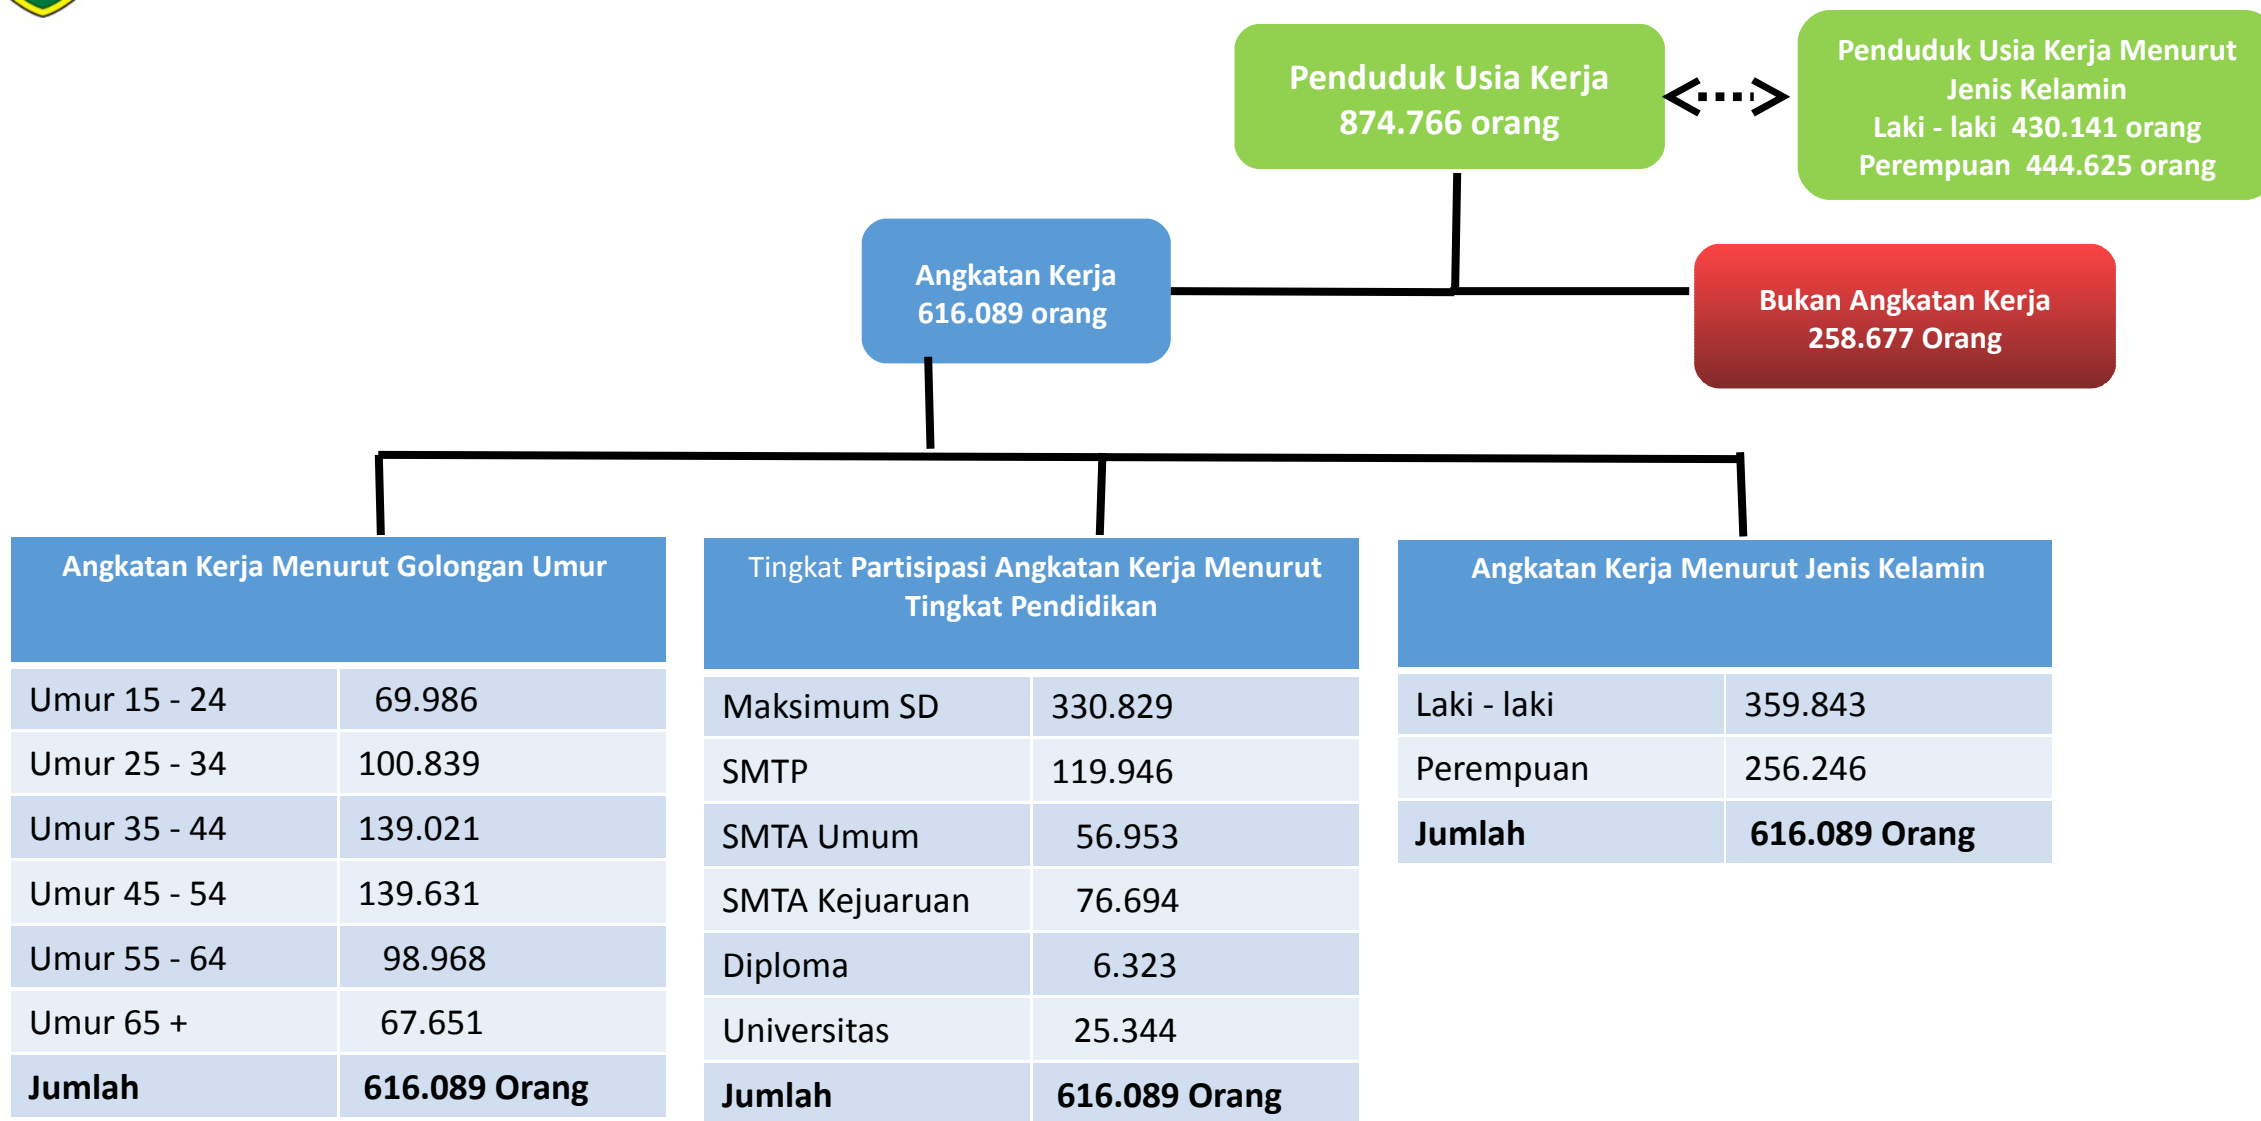 Penduduk Usia Kerja
874.766 orang
Penduduk Usia Kerja Menurut
Jenis Kelamin
Laki - laki 430.141 orang
Perempuan 444.625 orang
Angkatan Kerja
616.089 orang
Bukan Angkatan Kerja
258.677 Orang
Angkatan Kerja Menurut Golongan Umur
Umur 15 - 24 69.986
Umur 25 - 34 100.839
Umur 35 - 44 139.021
Umur 45 - 54 139.631
Umur 55 - 64 98.968
Umur 65 + 67.651
Jumlah 616.089 Orang
Tingkat Partisipasi Angkatan Kerja Menurut
Tingkat Pendidikan
Maksimum SD 330.829
SMTP 119.946
SMTA Umum 56.953
SMTA Kejuaruan 76.694
Diploma 6.323
Universitas 25.344
Jumlah 616.089 Orang
Angkatan Kerja Menurut Jenis Kelamin
Laki - laki 359.843
Perempuan 256.246
Jumlah 616.089 Orang